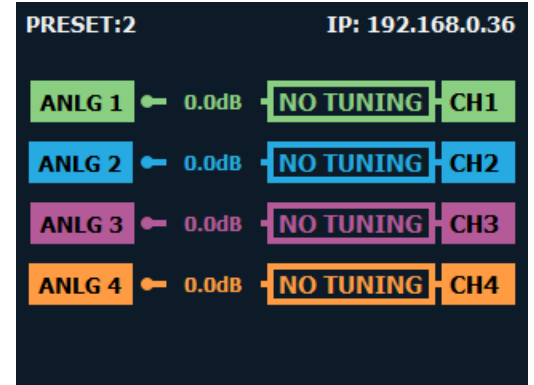 PRESET:2 IP: 192.168.0.36
ANLG 1 0.0dB NO TUNING CH1
ANLG 2 0.0dB NO TUNING CH2
ANLG 3 0.0dB NO TUNING CH3
ANLG 4 0.0dB NO TUNING CH4